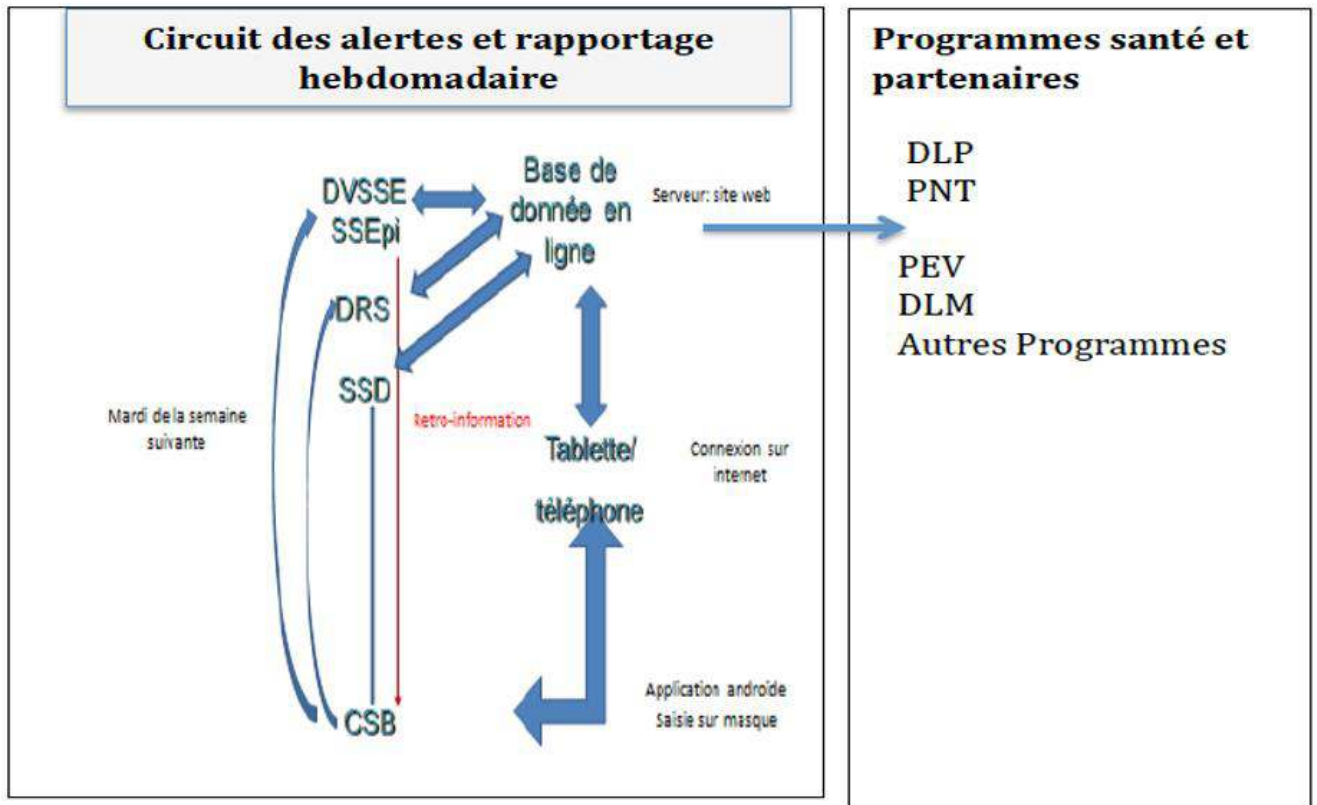 Circuit des alertes et rapportage
hebdomadaire
DVSSE
SSEpi
DRS
SSD
CSB
Mardi de la semaine
suivante
Retro-information
Base de
donnée en
ligne
Serveur: site web
Tablette/
téléphone
Connexion sur
internet
Application androïde
Saisie sur masque
Programmes santé et
partenaires
DLP
PNT
PEV
DLM
Autres Programmes